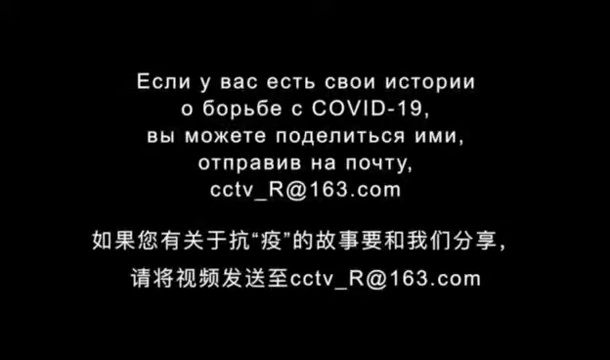 Если у вас есть свои истории
о борьбе с COVID-19,
вы можете поделиться ими,
отправив на почту,
cctv_R@163.com
如果您有关于抗“疫”的故事要和我们分享，
请将视频发送至cctv_R@163.com